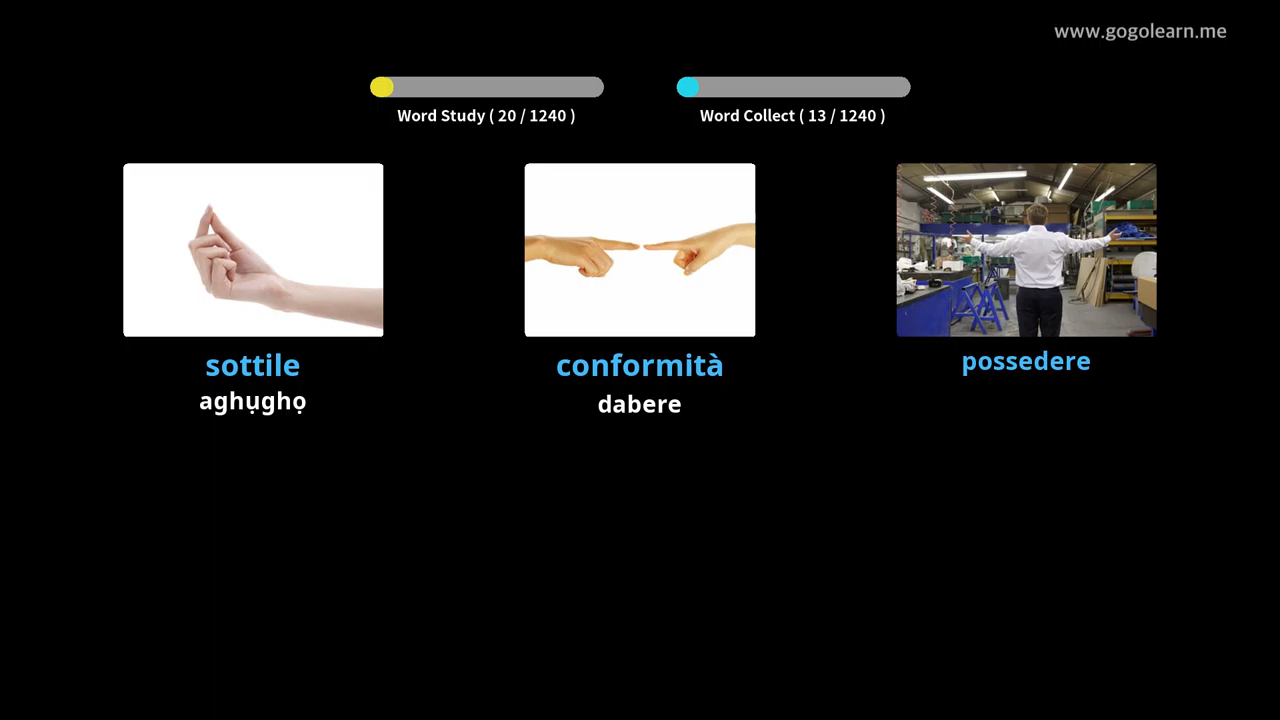 www.gogolearn.me
Word Study ( 20 / 1240 )
Word Collect ( 13 / 1240 )
sottile
aghụghọ
conformità
dabere
possedere